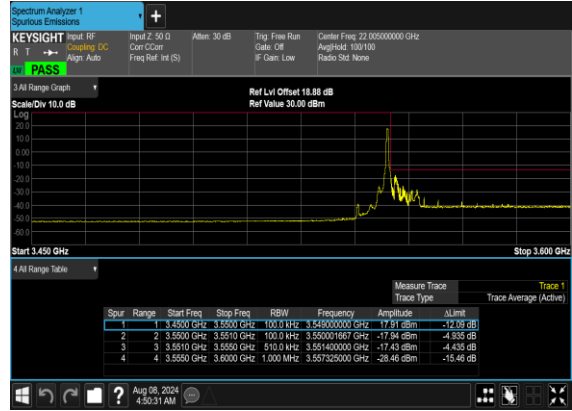 Spectrum Analyzer 1
Spurious Emissions
+
KEYSIGHT Input: RF Input Z: 50 Ω Atten: 30 dB Trig: Free Run Center Freq: 22.005000000 GHz
R T Coupling: DC Corr CCorr Gate: Off Avg|Hold: 100/100
Align: Auto Freq Ref: Int (S) IF Gain: Low Radio Std: None
PASS
3 All Range Graph
Ref Lvl Offset 18.88 dB
Scale/Div 10.0 dB Ref Value 30.00 dBm
Log
20.0
10.0
0.00
-10.0
-20.0
-30.0
-40.0
-50.0
-60.0
Start 3.450 GHz Stop 3.600 GHz
4 All Range Table
Measure Trace Trace 1
Trace Type Trace Average (Active)
Spur Range Start Freq Stop Freq RBW Frequency Amplitude ΔLimit
1 1 3.4500 GHz 3.5500 GHz 100.0 kHz 3.549000000 GHz 17.91 dBm -12.09 dB
2 2 3.5500 GHz 3.5510 GHz 100.0 kHz 3.550001667 GHz -17.94 dBm -4.935 dB
3 3 3.5510 GHz 3.5550 GHz 510.0 kHz 3.551400000 GHz -17.43 dBm -4.435 dB
4 4 3.5550 GHz 3.6000 GHz 1.000 MHz 3.557325000 GHz -28.46 dBm -15.46 dB
? Aug 08, 2024
4:50:31 AM